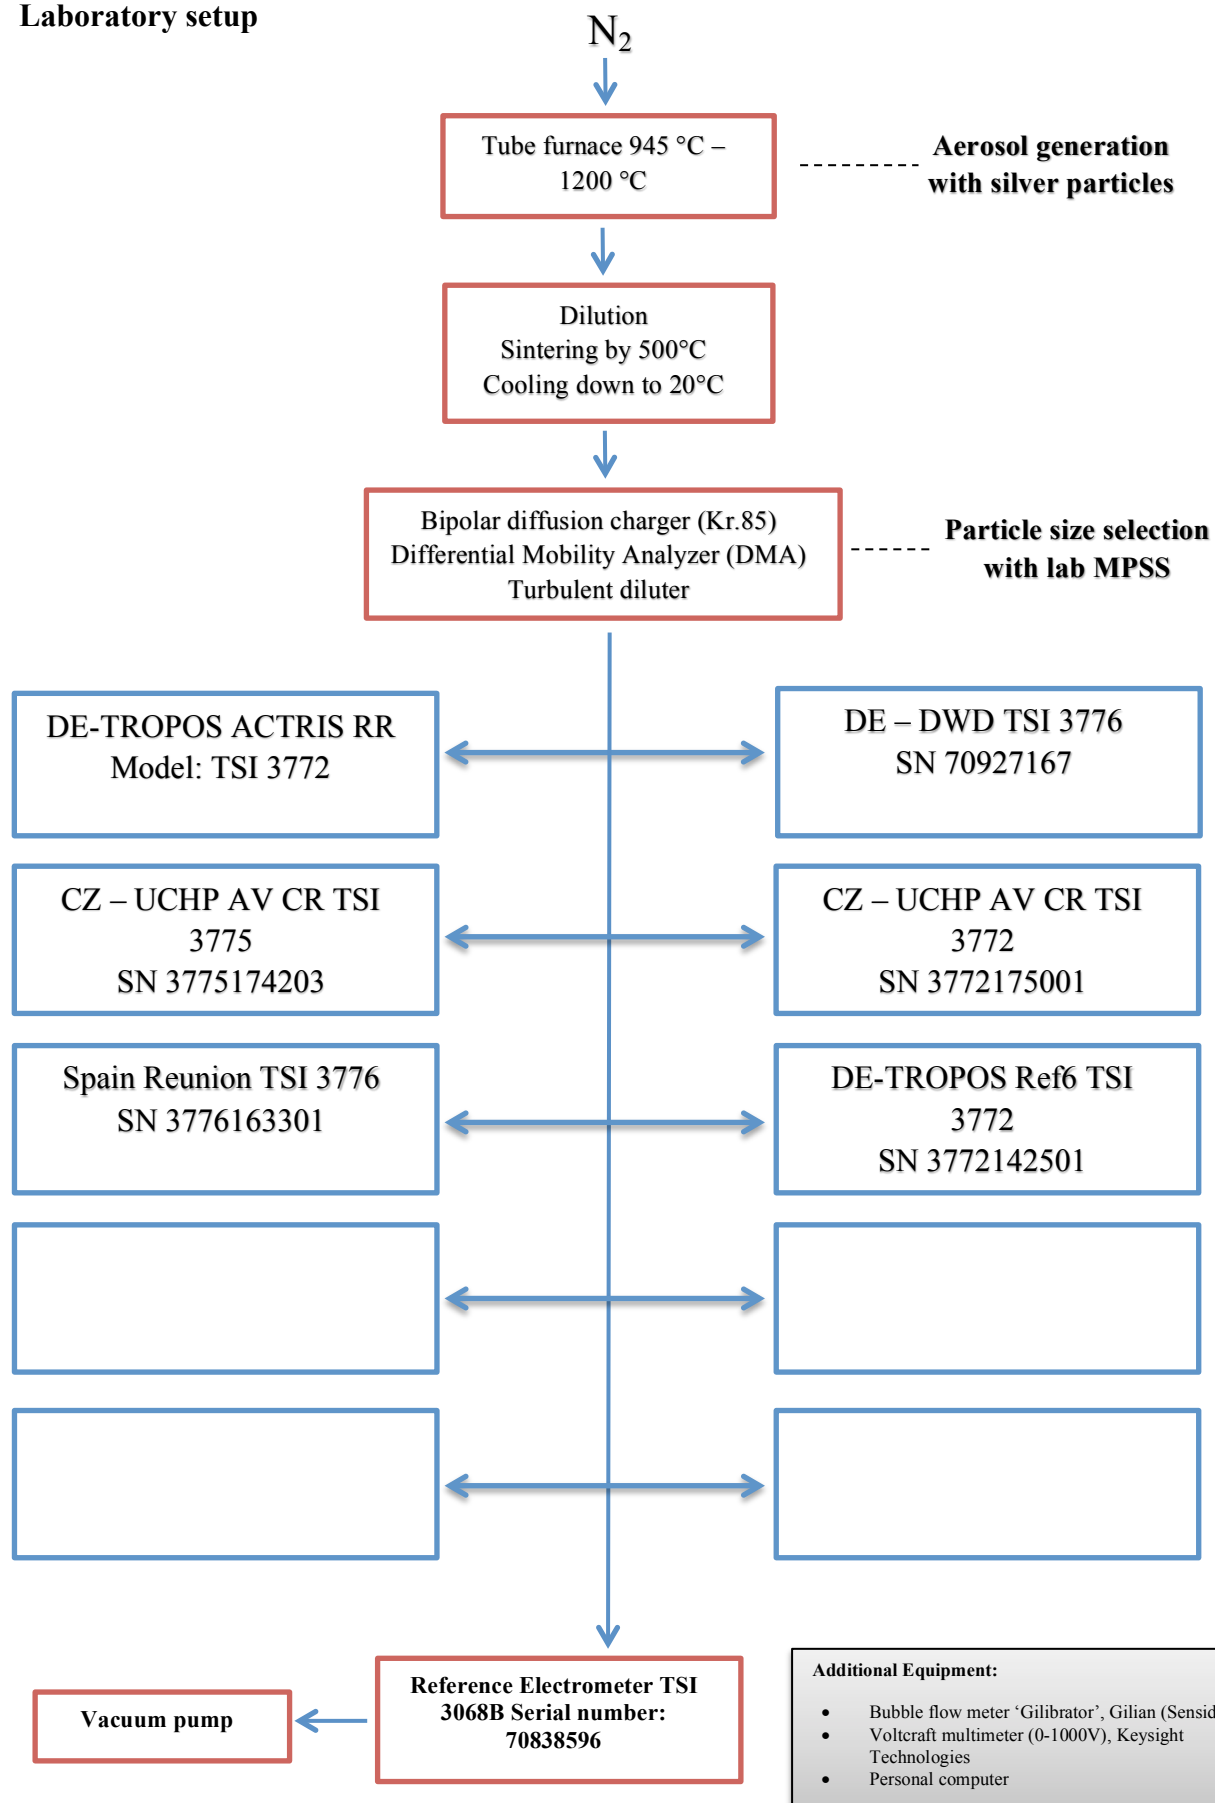 Laboratory setup
N₂
Tube furnace 945 °C –
1200 °C
Aerosol generation
with silver particles
Dilution
Sintering by 500°C
Cooling down to 20°C
Bipolar diffusion charger (Kr.85)
Differential Mobility Analyzer (DMA)
Turbulent diluter
Particle size selection
with lab MPSS
DE-TROPOS ACTRIS RR
Model: TSI 3772
DE – DWD TSI 3776
SN 70927167
CZ – UCHP AV CR TSI
3775
SN 3775174203
CZ – UCHP AV CR TSI
3772
SN 3772175001
Spain Reunion TSI 3776
SN 3776163301
DE-TROPOS Ref6 TSI
3772
SN 3772142501
Vacuum pump
Reference Electrometer TSI
3068B Serial number:
70838596
Additional Equipment:
• Bubble flow meter ‘Gilibrator’, Gilian (Sensid
• Voltcraft multimeter (0-1000V), Keysight
Technologies
• Personal computer